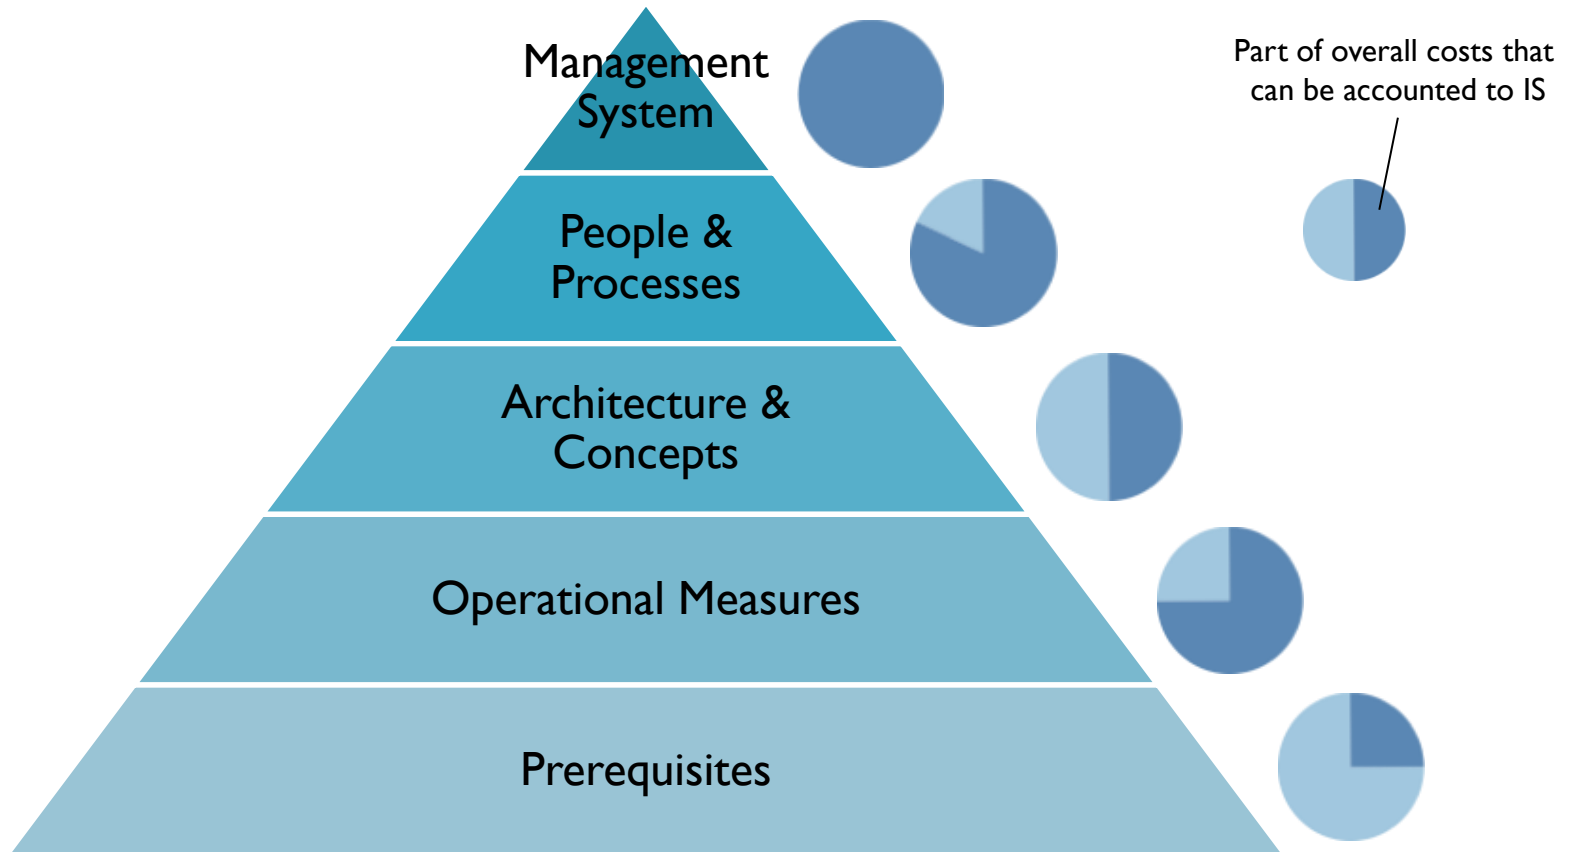 Management
System
Part of overall costs that
can be accounted to IS
People &
Processes
Architecture &
Concepts
Operational Measures
Prerequisites